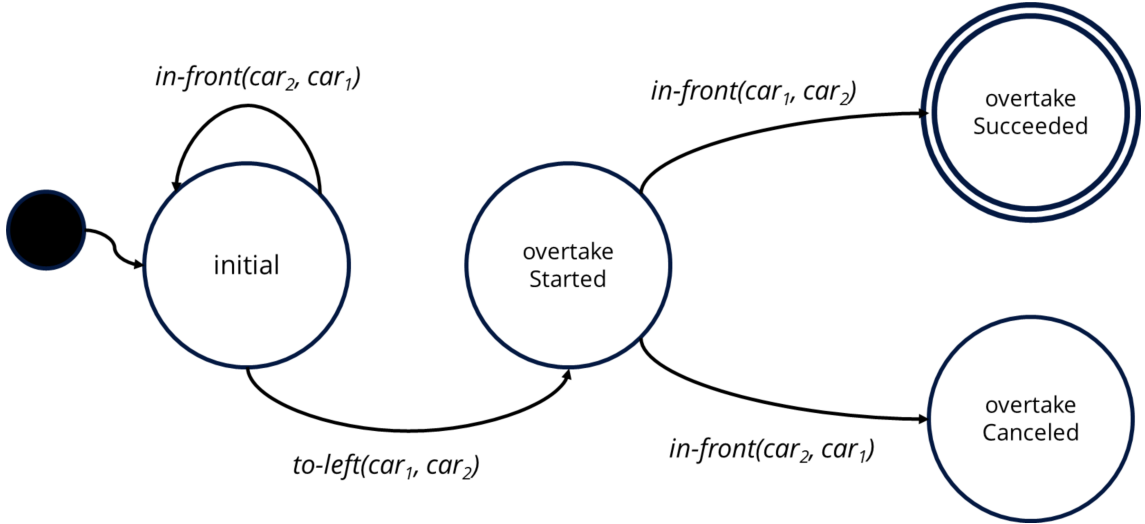 in-front(car₂, car₁)
initial
to-left(car₁, car₂)
overtake
Started
in-front(car₁, car₂)
overtake
Succeeded
in-front(car₂, car₁)
overtake
Canceled